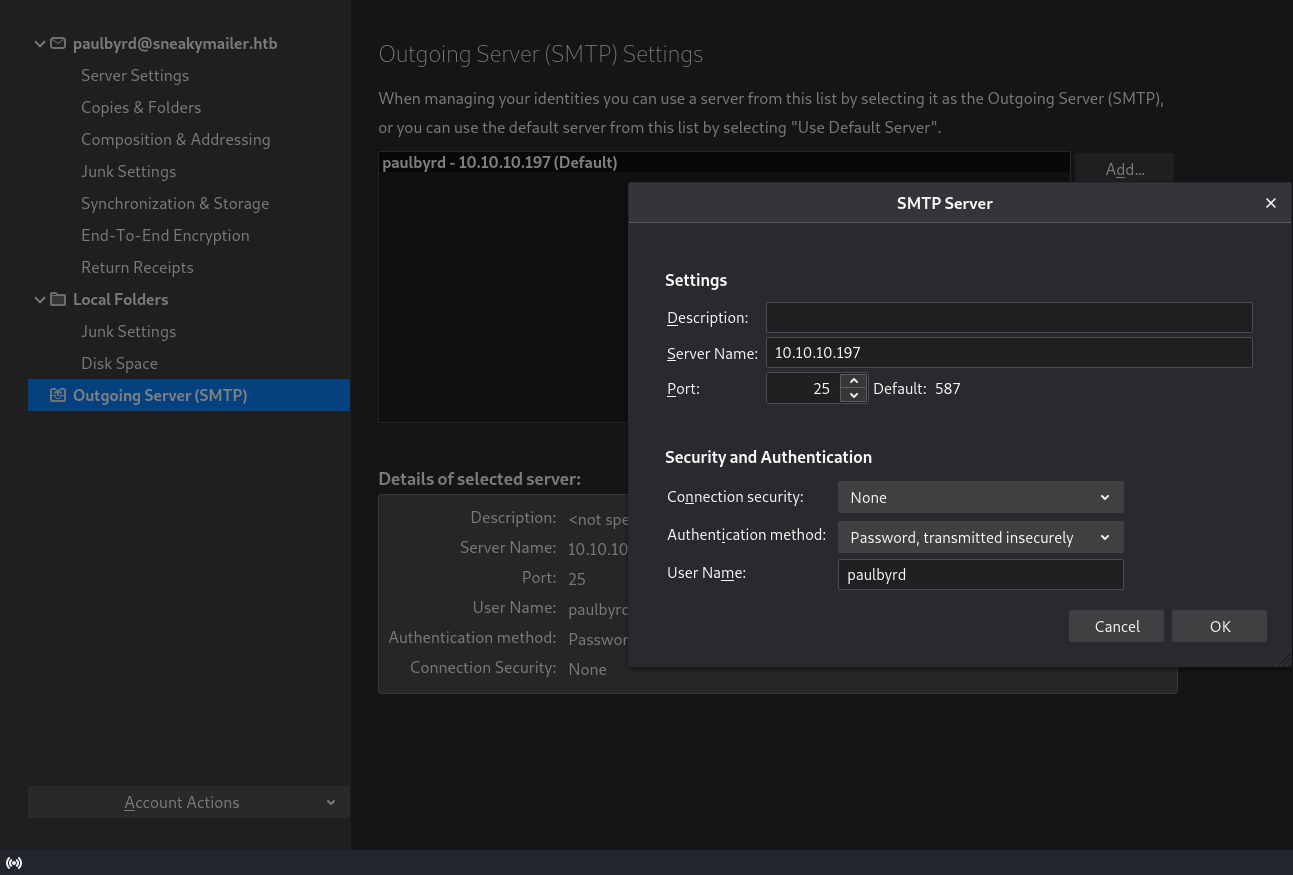 paulbyrd@sneakymailer.htb
Server Settings
Copies & Folders
Composition & Addressing
Junk Settings
Synchronization & Storage
End-To-End Encryption
Return Receipts
Local Folders
Junk Settings
Disk Space
Outgoing Server (SMTP)
Account Actions
Outgoing Server (SMTP) Settings
When managing your identities you can use a server from this list by selecting it as the Outgoing Server (SMTP),
or you can use the default server from this list by selecting "Use Default Server".
paulbyrd - 10.10.10.197 (Default)
Add...
Details of selected server:
Description: <not spe
Server Name: 10.10.10
Port: 25
User Name: paulbyrd
Authentication method: Passwor
Connection Security: None
SMTP Server
Settings
Description:
Server Name: 10.10.10.197
Port: 25 Default: 587
Security and Authentication
Connection security: None
Authentication method: Password, transmitted insecurely
User Name: paulbyrd
Cancel OK